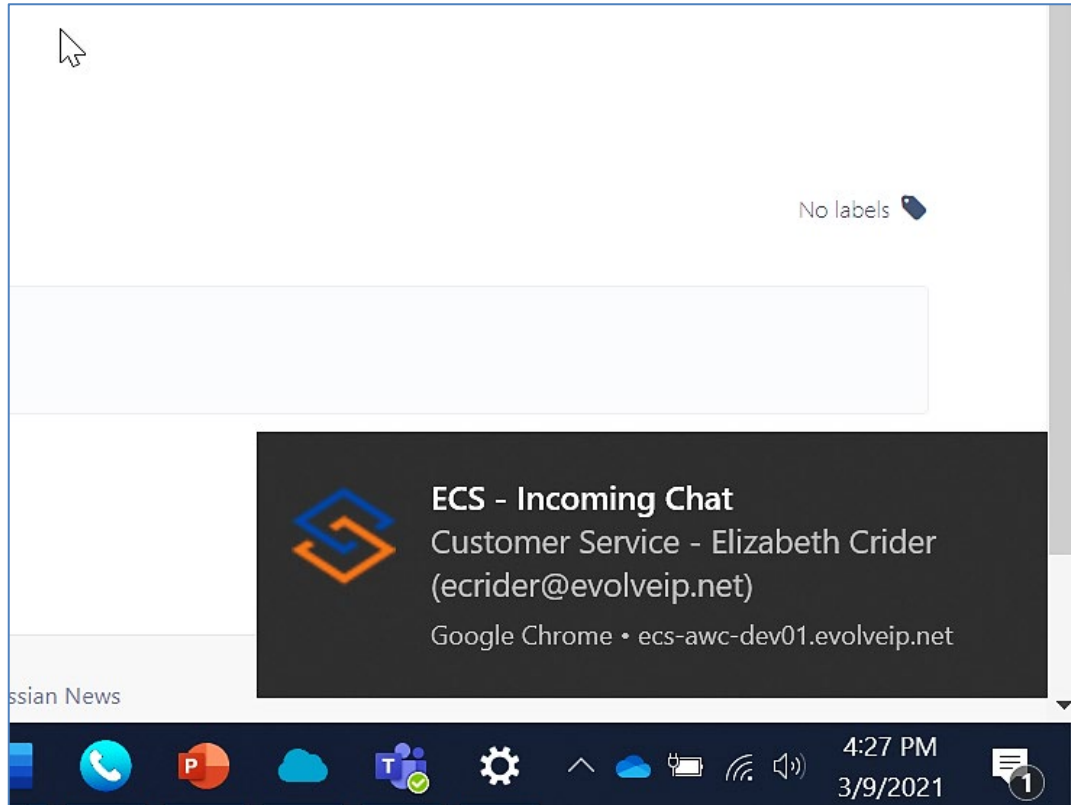 No labels
ECS - Incoming Chat
Customer Service - Elizabeth Crider
(ecrider@evolveip.net)
Google Chrome • ecs-awc-dev01.evolveip.net
ssian News
P
T
4:27 PM
3/9/2021
1